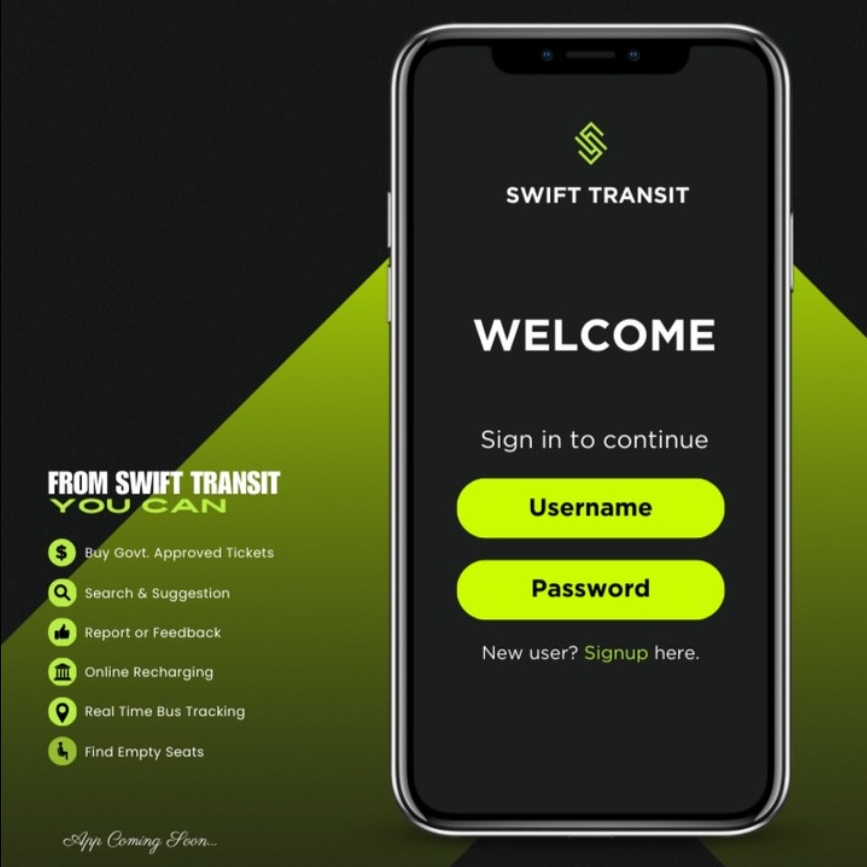 SWIFT TRANSIT
WELCOME
Sign in to continue
Username
Password
New user? Signup here.
FROM SWIFT TRANSIT
YOU CAN
$ Buy Govt. Approved Tickets
Search & Suggestion
Report or Feedback
Online Recharging
Real Time Bus Tracking
Find Empty Seats
App Coming Soon...